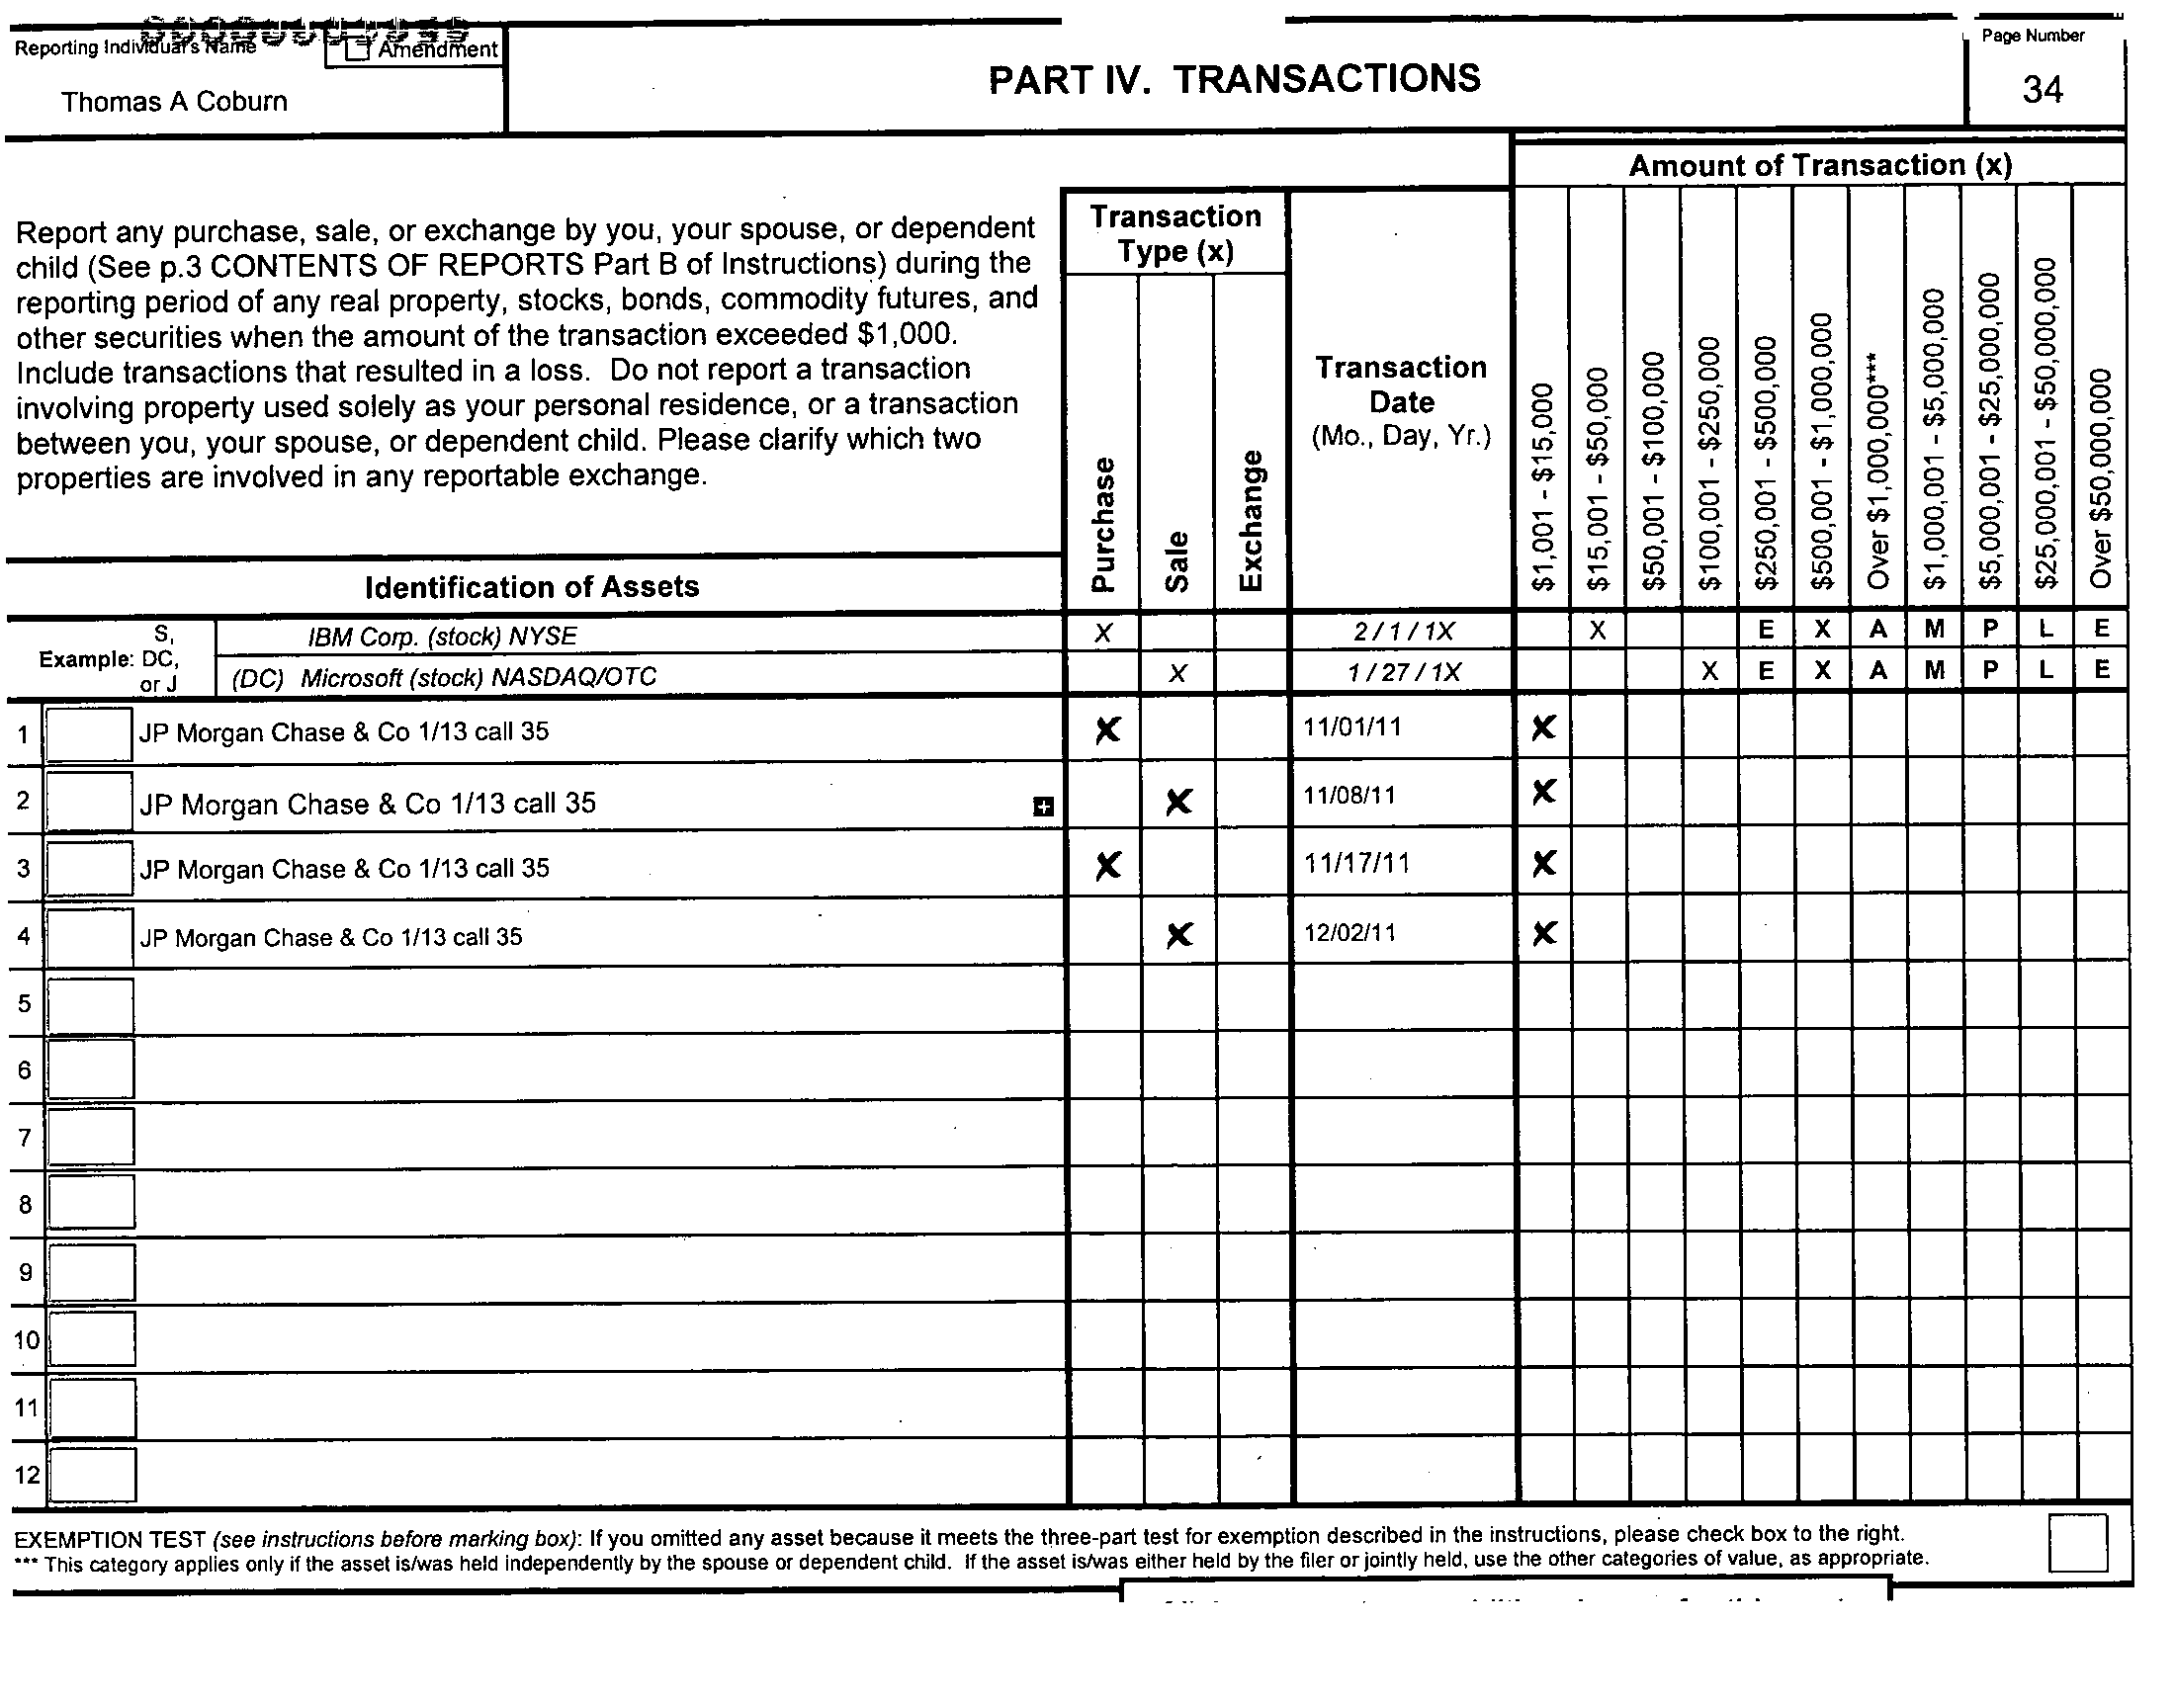 Reporting Individual's Name
Amendment
Thomas A Coburn
PART IV. TRANSACTIONS
Page Number
34
Amount of Transaction (x)
Report any purchase, sale, or exchange by you, your spouse, or dependent
child (See p.3 CONTENTS OF REPORTS Part B of Instructions) during the
reporting period of any real property, stocks, bonds, commodity futures, and
other securities when the amount of the transaction exceeded $1,000.
Include transactions that resulted in a loss. Do not report a transaction
involving property used solely as your personal residence, or a transaction
between you, your spouse, or dependent child. Please clarify which two
properties are involved in any reportable exchange.
Transaction
Type (x)
Purchase
Sale
Exchange
Transaction
Date
(Mo., Day, Yr.)
$1,001 - $15,000
$15,001 - $50,000
$50,001 - $100,000
$100,001 - $250,000
$250,001 - $500,000
$500,001 - $1,000,000
Over $1,000,000***
$1,000,001 - $5,000,000
$5,000,001 - $25,000,000
$25,000,001 - $50,000,000
Over $50,000,000
Identification of Assets
Example: S, DC, or J
IBM Corp. (stock) NYSE X 2/1/1X X E X A M P L E
(DC) Microsoft (stock) NASDAQ/OTC X 1/27/1X X E X A M P L E
1 JP Morgan Chase & Co 1/13 call 35 X 11/01/11 X
2 JP Morgan Chase & Co 1/13 call 35 + X 11/08/11 X
3 JP Morgan Chase & Co 1/13 call 35 X 11/17/11 X
4 JP Morgan Chase & Co 1/13 call 35 X 12/02/11 X
5
6
7
8
9
10
11
12
EXEMPTION TEST (see instructions before marking box): If you omitted any asset because it meets the three-part test for exemption described in the instructions, please check box to the right.
*** This category applies only if the asset is/was held independently by the spouse or dependent child. If the asset is/was either held by the filer or jointly held, use the other categories of value, as appropriate.